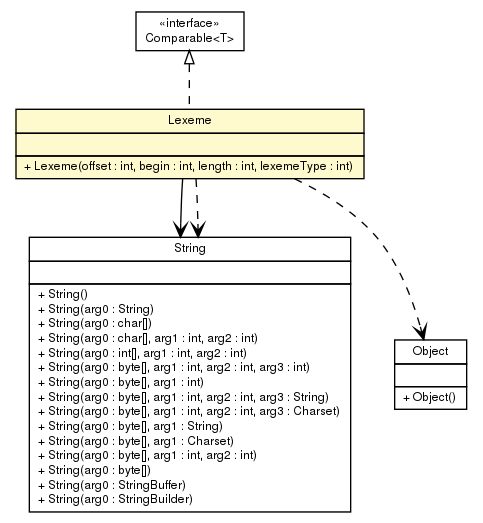 «interface»
Comparable<T>
Lexeme
+ Lexeme(offset : int, begin : int, length : int, lexemeType : int)
String
+ String()
+ String(arg0 : String)
+ String(arg0 : char[])
+ String(arg0 : char[], arg1 : int, arg2 : int)
+ String(arg0 : int[], arg1 : int, arg2 : int)
+ String(arg0 : byte[], arg1 : int, arg2 : int, arg3 : int)
+ String(arg0 : byte[], arg1 : int)
+ String(arg0 : byte[], arg1 : int, arg2 : int, arg3 : String)
+ String(arg0 : byte[], arg1 : int, arg2 : int, arg3 : Charset)
+ String(arg0 : byte[], arg1 : String)
+ String(arg0 : byte[], arg1 : Charset)
+ String(arg0 : byte[], arg1 : int, arg2 : int)
+ String(arg0 : byte[])
+ String(arg0 : StringBuffer)
+ String(arg0 : StringBuilder)
Object
+ Object()